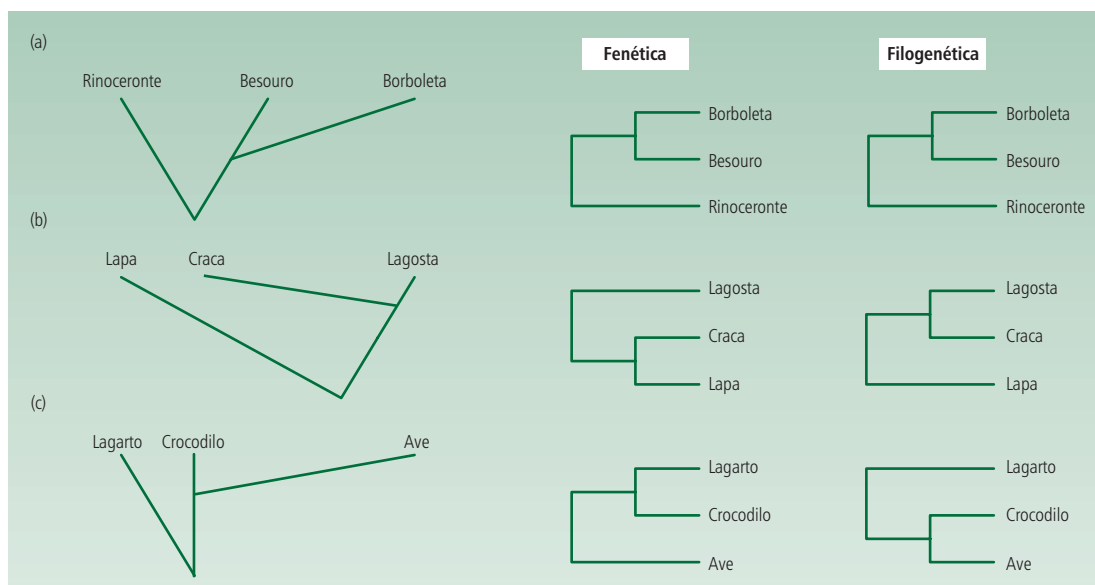 (a)
Rinoceronte Besouro Borboleta
Fenética
Borboleta
Besouro
Rinoceronte
Filogenética
Borboleta
Besouro
Rinoceronte
(b)
Lapa Craca Lagosta
Lagosta
Craca
Lapa
Lagosta
Craca
Lapa
(c)
Lagarto Crocodilo Ave
Lagarto
Crocodilo
Ave
Lagarto
Crocodilo
Ave